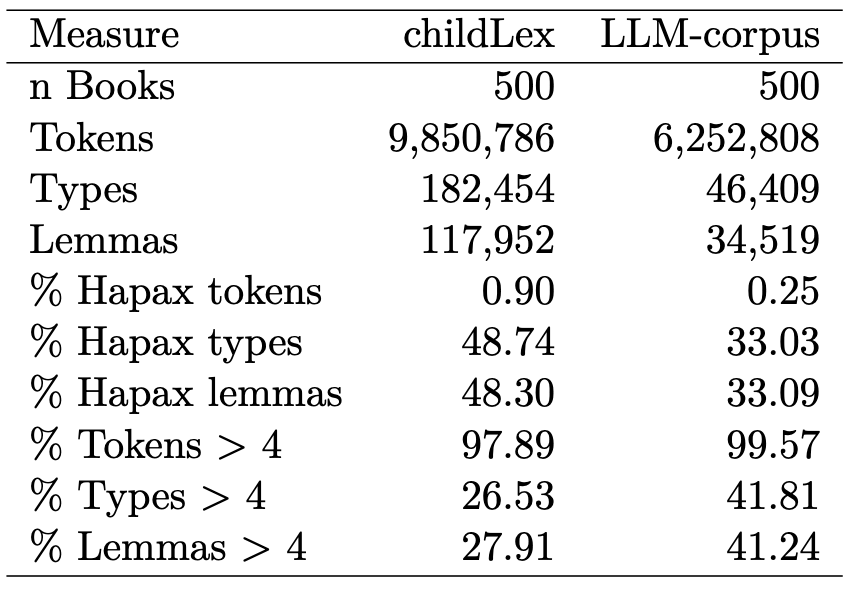 Measure childLex LLM-corpus
n Books 500 500
Tokens 9,850,786 6,252,808
Types 182,454 46,409
Lemmas 117,952 34,519
% Hapax tokens 0.90 0.25
% Hapax types 48.74 33.03
% Hapax lemmas 48.30 33.09
% Tokens > 4 97.89 99.57
% Types > 4 26.53 41.81
% Lemmas > 4 27.91 41.24